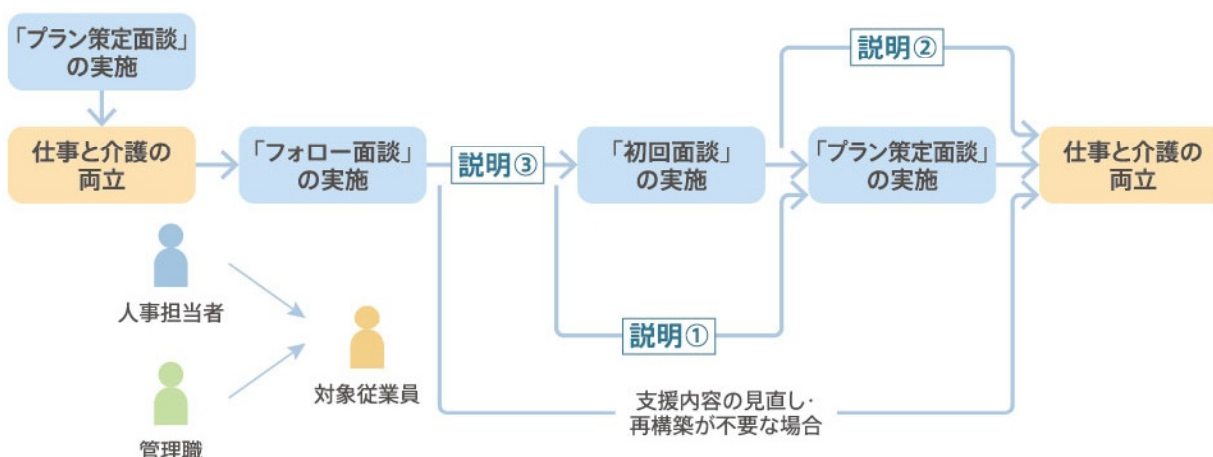 「プラン策定面談」
の実施
説明②
仕事と介護の
両立
「フォロー面談」
の実施
説明③
「初回面談」
の実施
「プラン策定面談」
の実施
仕事と介護の
両立
人事担当者
説明①
対象従業員
支援内容の見直し・
再構築が不要な場合
管理職